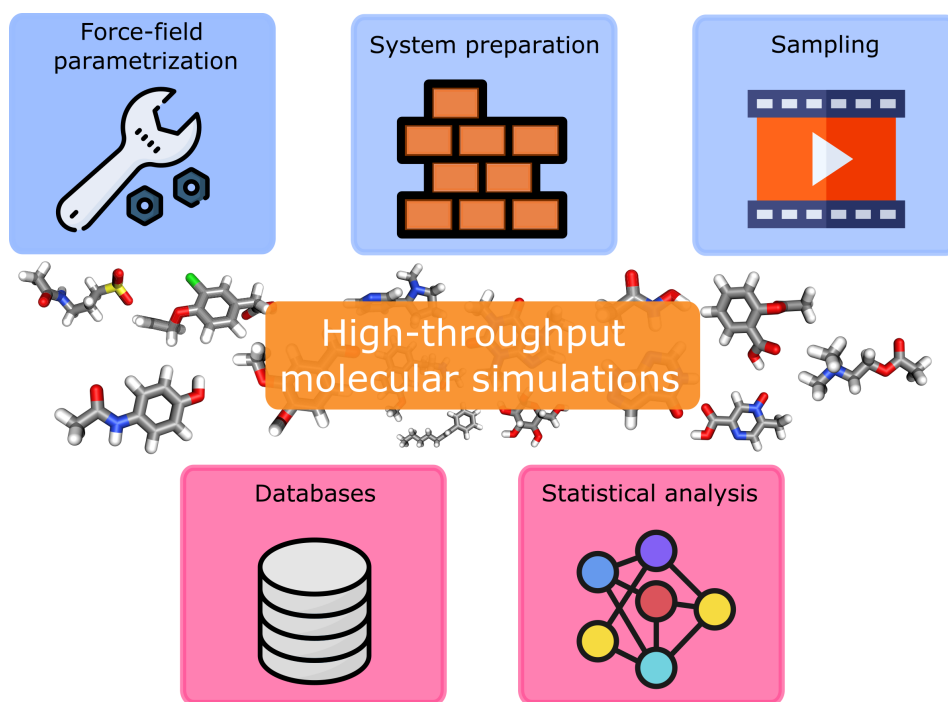 Force-field
parametrization
System preparation
Sampling
High-throughput
molecular simulations
Databases
Statistical analysis